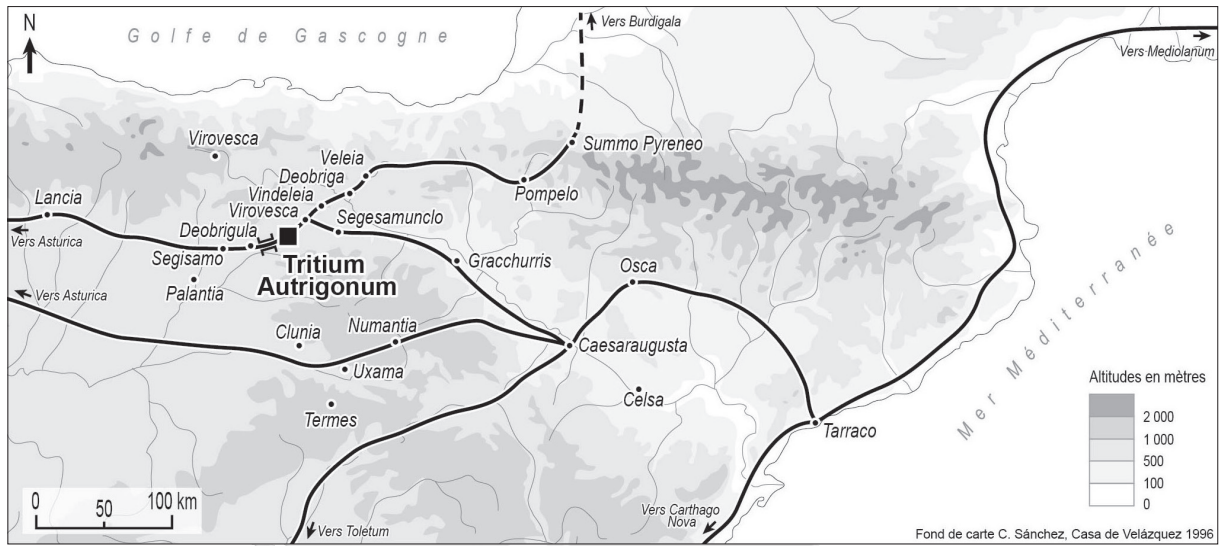 N
Golfe de Gascogne
Vers Burdigala
Vers Mediolanum
Virovesca
Summo Pyreneo
Veleia
Deobriga
Vindeleia
Virovesca
Pompelo
Lancia
Segesamunclo
Deobrigula
Vers Asturica
Segisamo
Tritium
Autrigonum
Gracchurris
Osca
Palantia
Vers Asturica
Clunia
Numantia
Caesaraugusta
Uxama
Celsa
Termes
Tarraco
Mer Méditerranée
Altitudes en mètres
2 000
1 000
500
100
0
0
50
100 km
Vers Toletum
Vers Carthago
Nova
Fond de carte C. Sánchez, Casa de Velázquez 1996